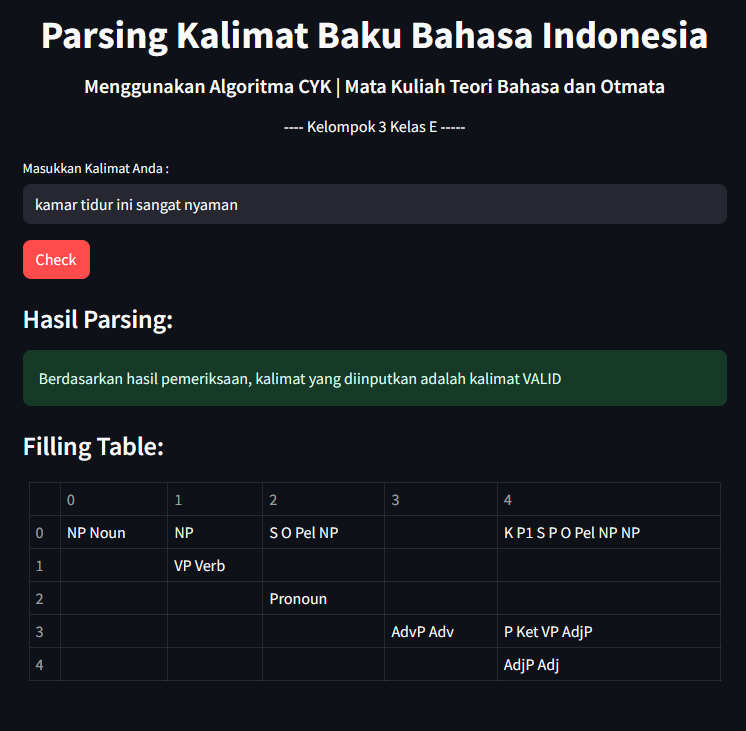 Parsing Kalimat Baku Bahasa Indonesia
Menggunakan Algoritma CYK | Mata Kuliah Teori Bahasa dan Otmata
---- Kelompok 3 Kelas E -----
Masukkan Kalimat Anda :
kamar tidur ini sangat nyaman
Check
Hasil Parsing:
Berdasarkan hasil pemeriksaan, kalimat yang diinputkan adalah kalimat VALID
Filling Table:
0 1 2 3 4
0 NP Noun NP S O Pel NP K P1 S P O Pel NP NP
1 VP Verb
2 Pronoun
3 AdvP Adv P Ket VP AdjP
4 AdjP Adj